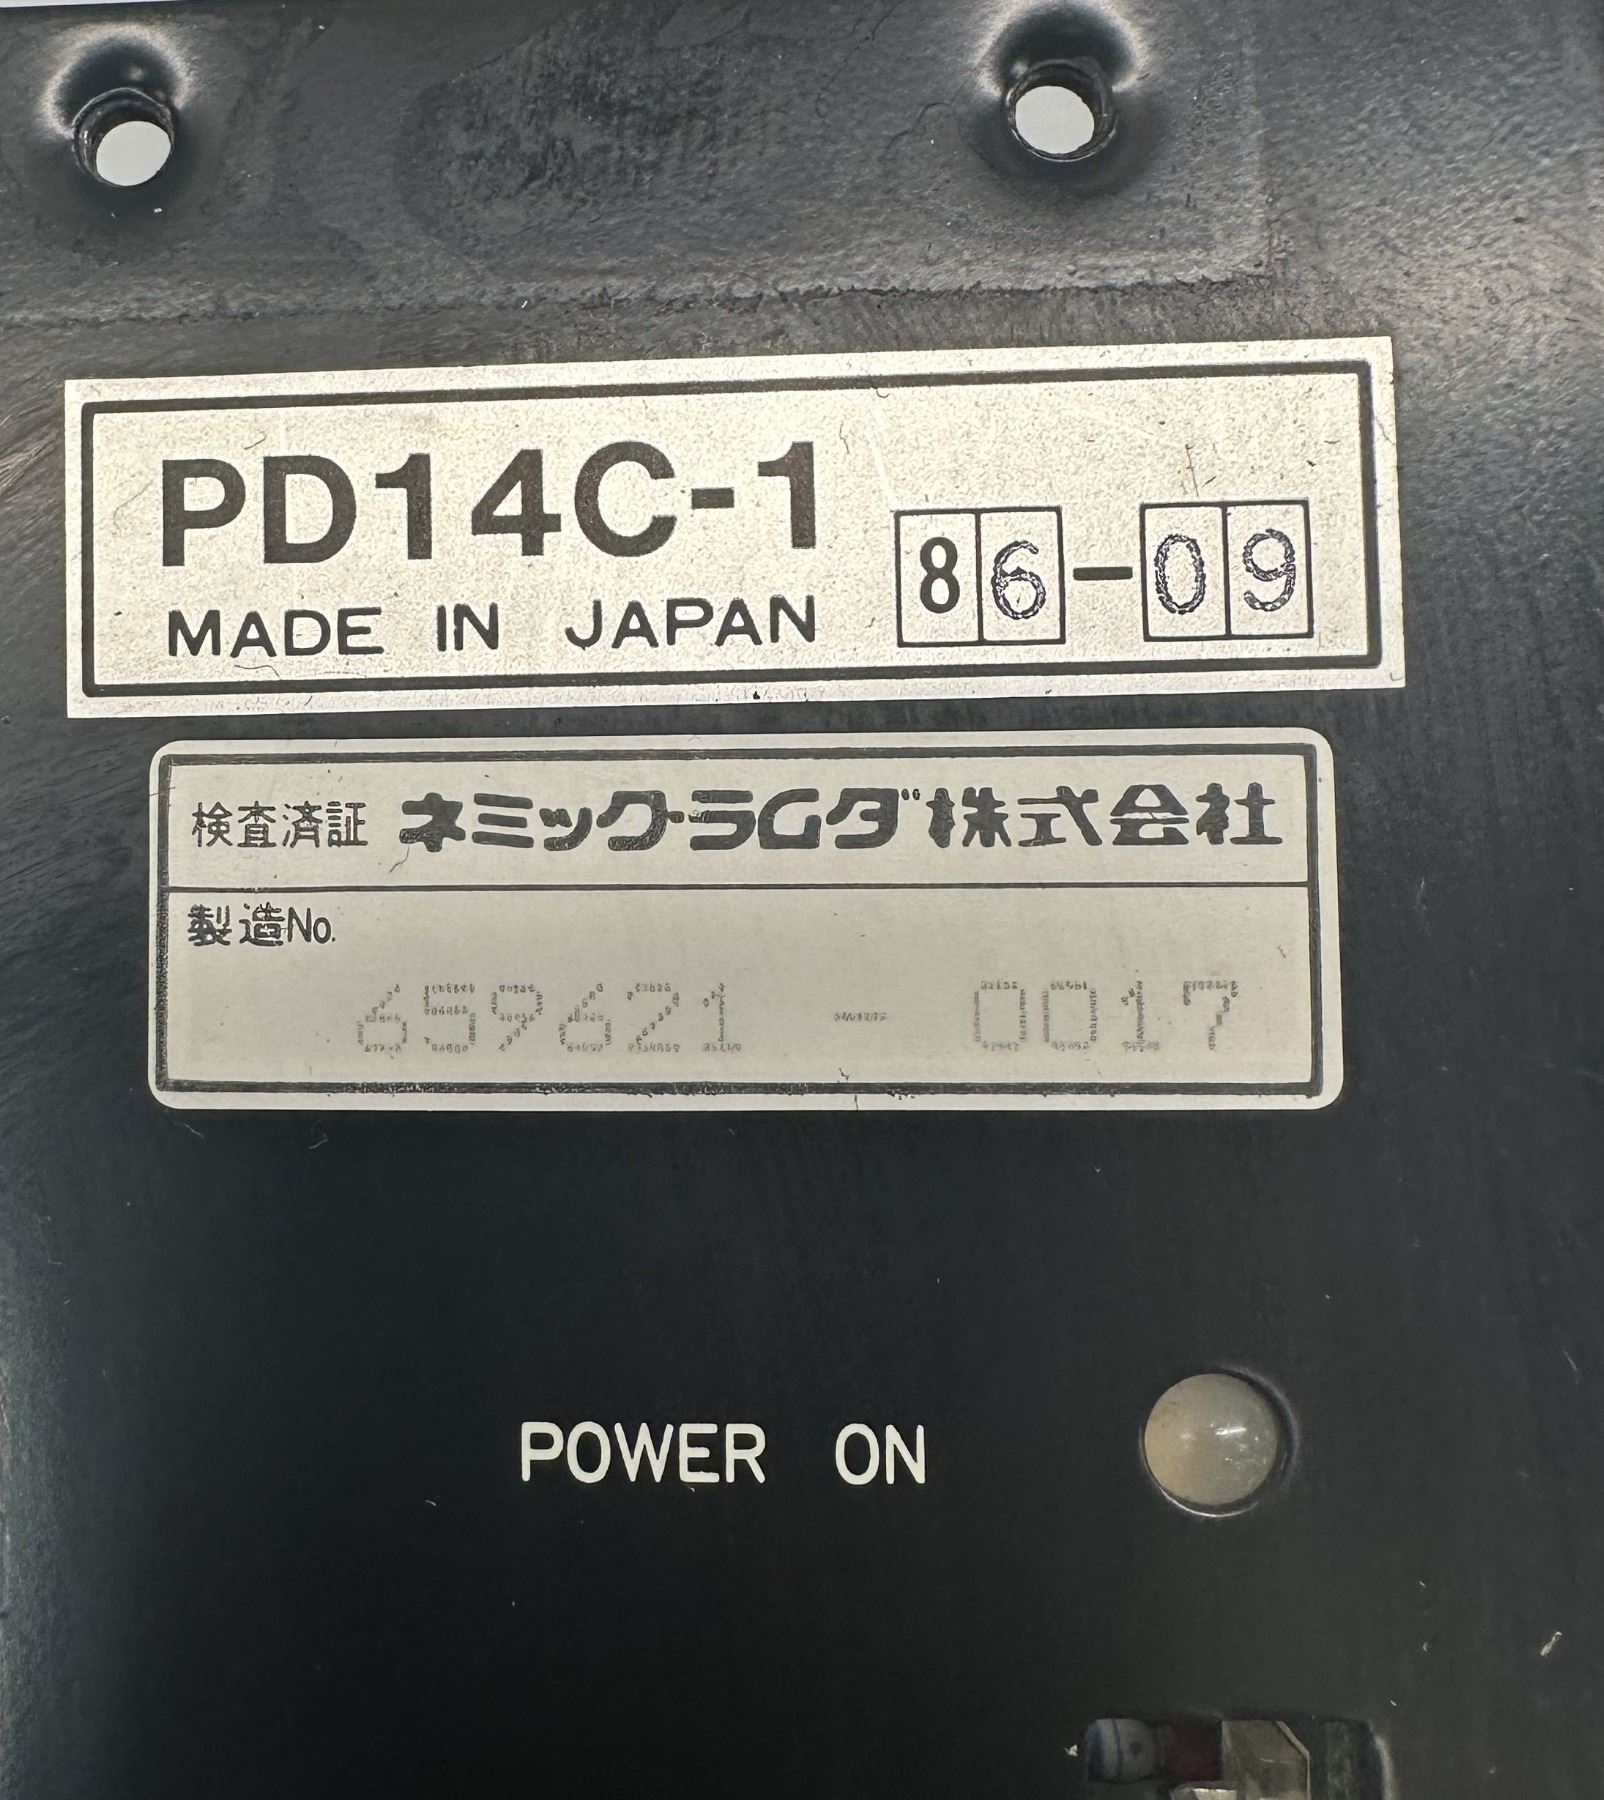 PD14C-1 86-09
MADE IN JAPAN
検査済証 ネミック・ラムダ株式会社
製造No.
659621 - 0017
POWER ON